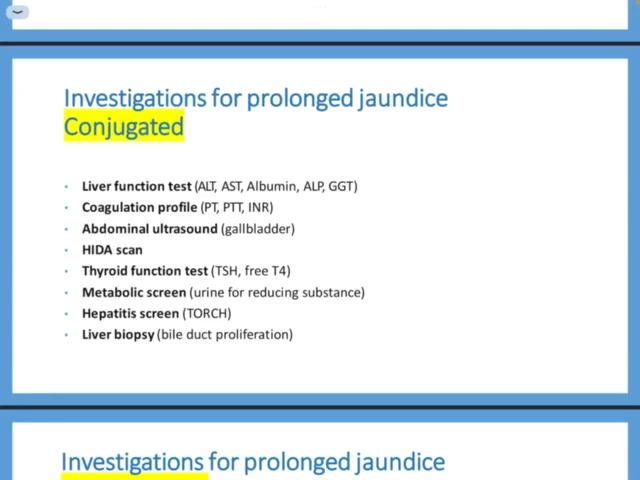 Investigations for prolonged jaundice
Conjugated
• Liver function test (ALT, AST, Albumin, ALP, GGT)
• Coagulation profile (PT, PTT, INR)
• Abdominal ultrasound (gallbladder)
• HIDA scan
• Thyroid function test (TSH, free T4)
• Metabolic screen (urine for reducing substance)
• Hepatitis screen (TORCH)
• Liver biopsy (bile duct proliferation)
Investigations for prolonged jaundice